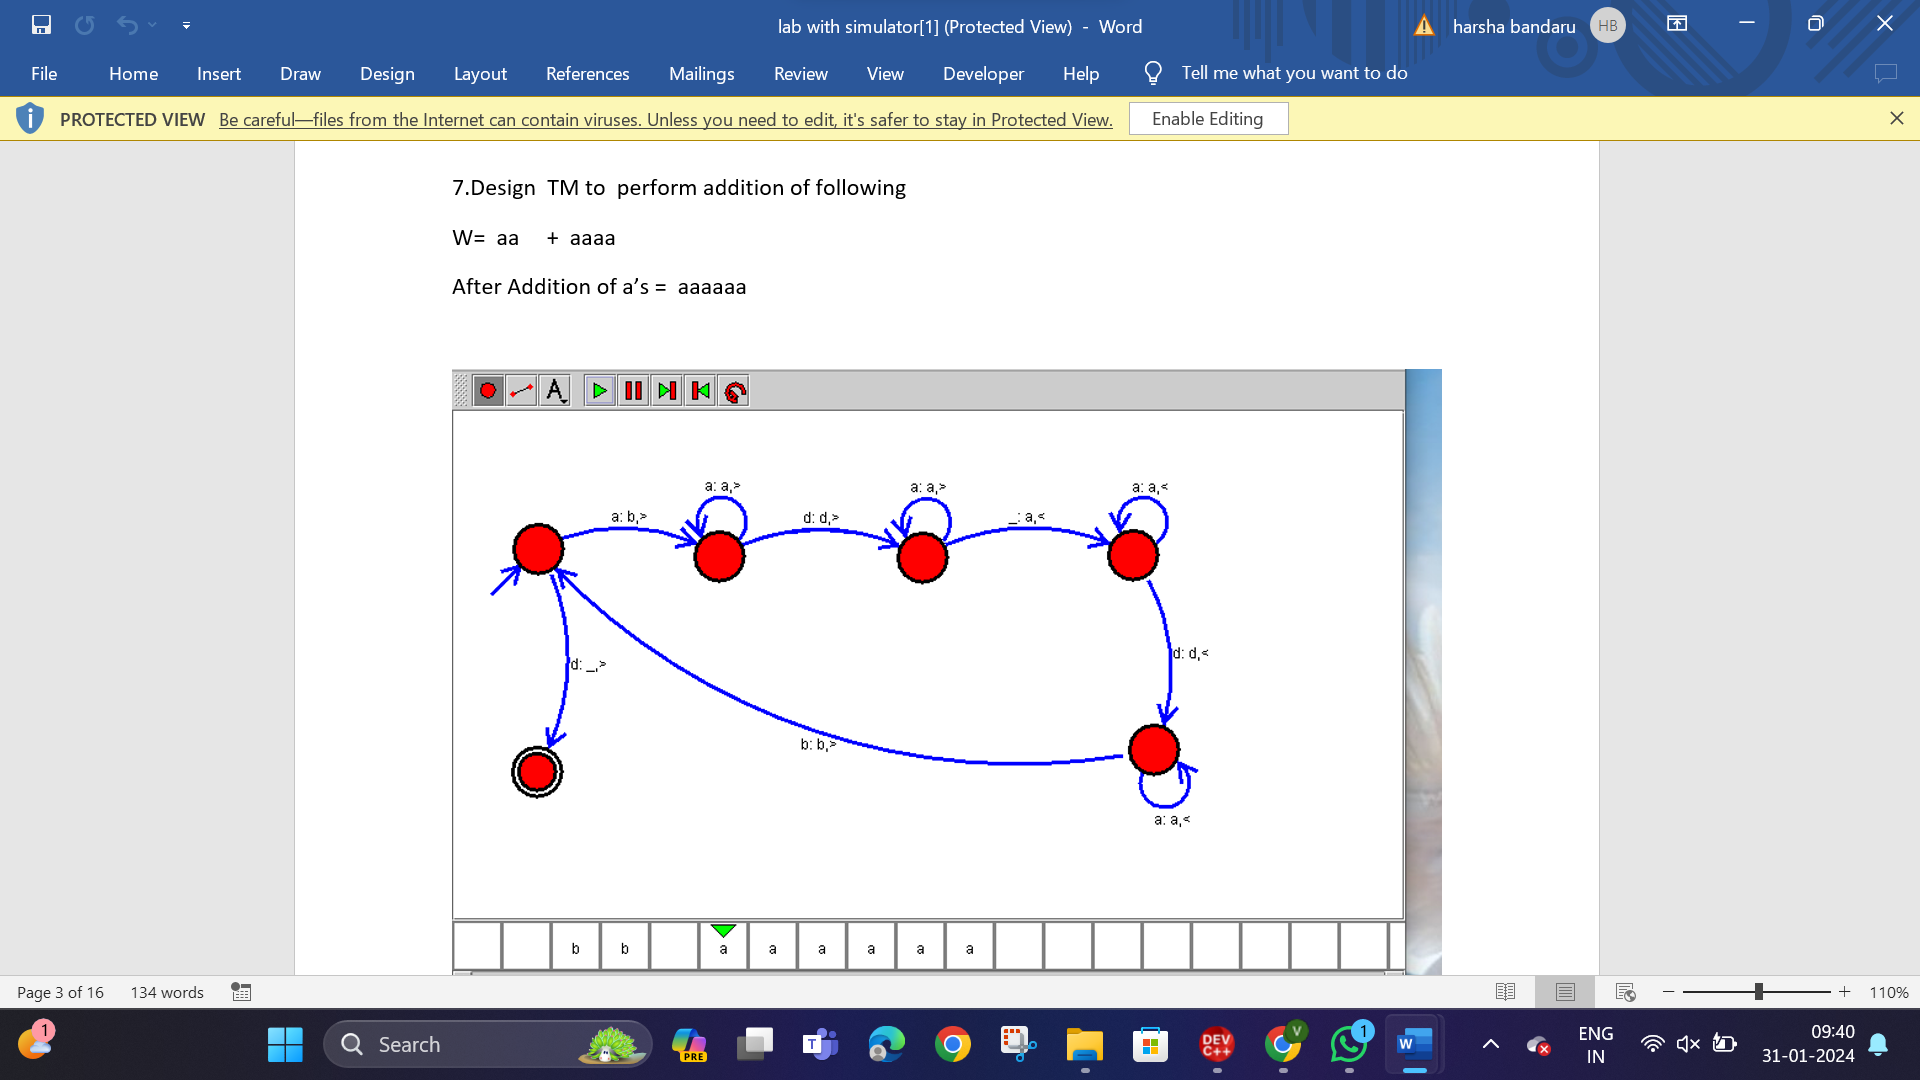 lab with simulator[1] (Protected View) - Word
harsha bandaru HB
File Home Insert Draw Design Layout References Mailings Review View Developer Help Tell me what you want to do
PROTECTED VIEW Be careful—files from the Internet can contain viruses. Unless you need to edit, it's safer to stay in Protected View. Enable Editing
7.Design TM to perform addition of following
W= aa + aaaa
After Addition of a’s = aaaaaa
A
a: a,> a: a,> a: a,<
a: b,> d: d,> _: a,<
d: _,> d: d,<
b: b,>
a: a,<
b b a a a a a a
Page 3 of 16 134 words 110%
1 Search PRE T DEV C++ V 1 W ENG IN 09:40 31-01-2024